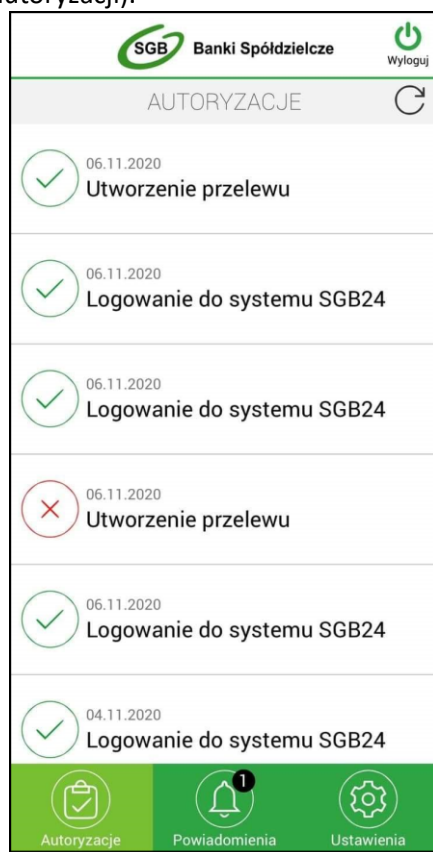 autoryzacji).
SGB Banki Spółdzielcze
Wyloguj
AUTORYZACJE
06.11.2020
Utworzenie przelewu
06.11.2020
Logowanie do systemu SGB24
06.11.2020
Logowanie do systemu SGB24
06.11.2020
Utworzenie przelewu
06.11.2020
Logowanie do systemu SGB24
04.11.2020
Logowanie do systemu SGB24
1
Autoryzacje Powiadomienia Ustawienia